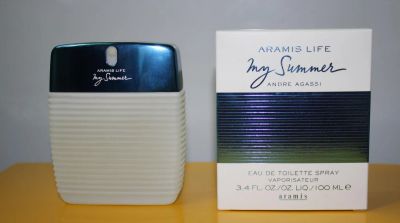 ARAMIS LIFE
my Summer
ARAMIS LIFE
my Summer
ANDRE AGASSI
EAU DE TOILETTE SPRAY
VAPORISATEUR
3.4 FL.OZ/OZ LIQ./100 ML e
aramis